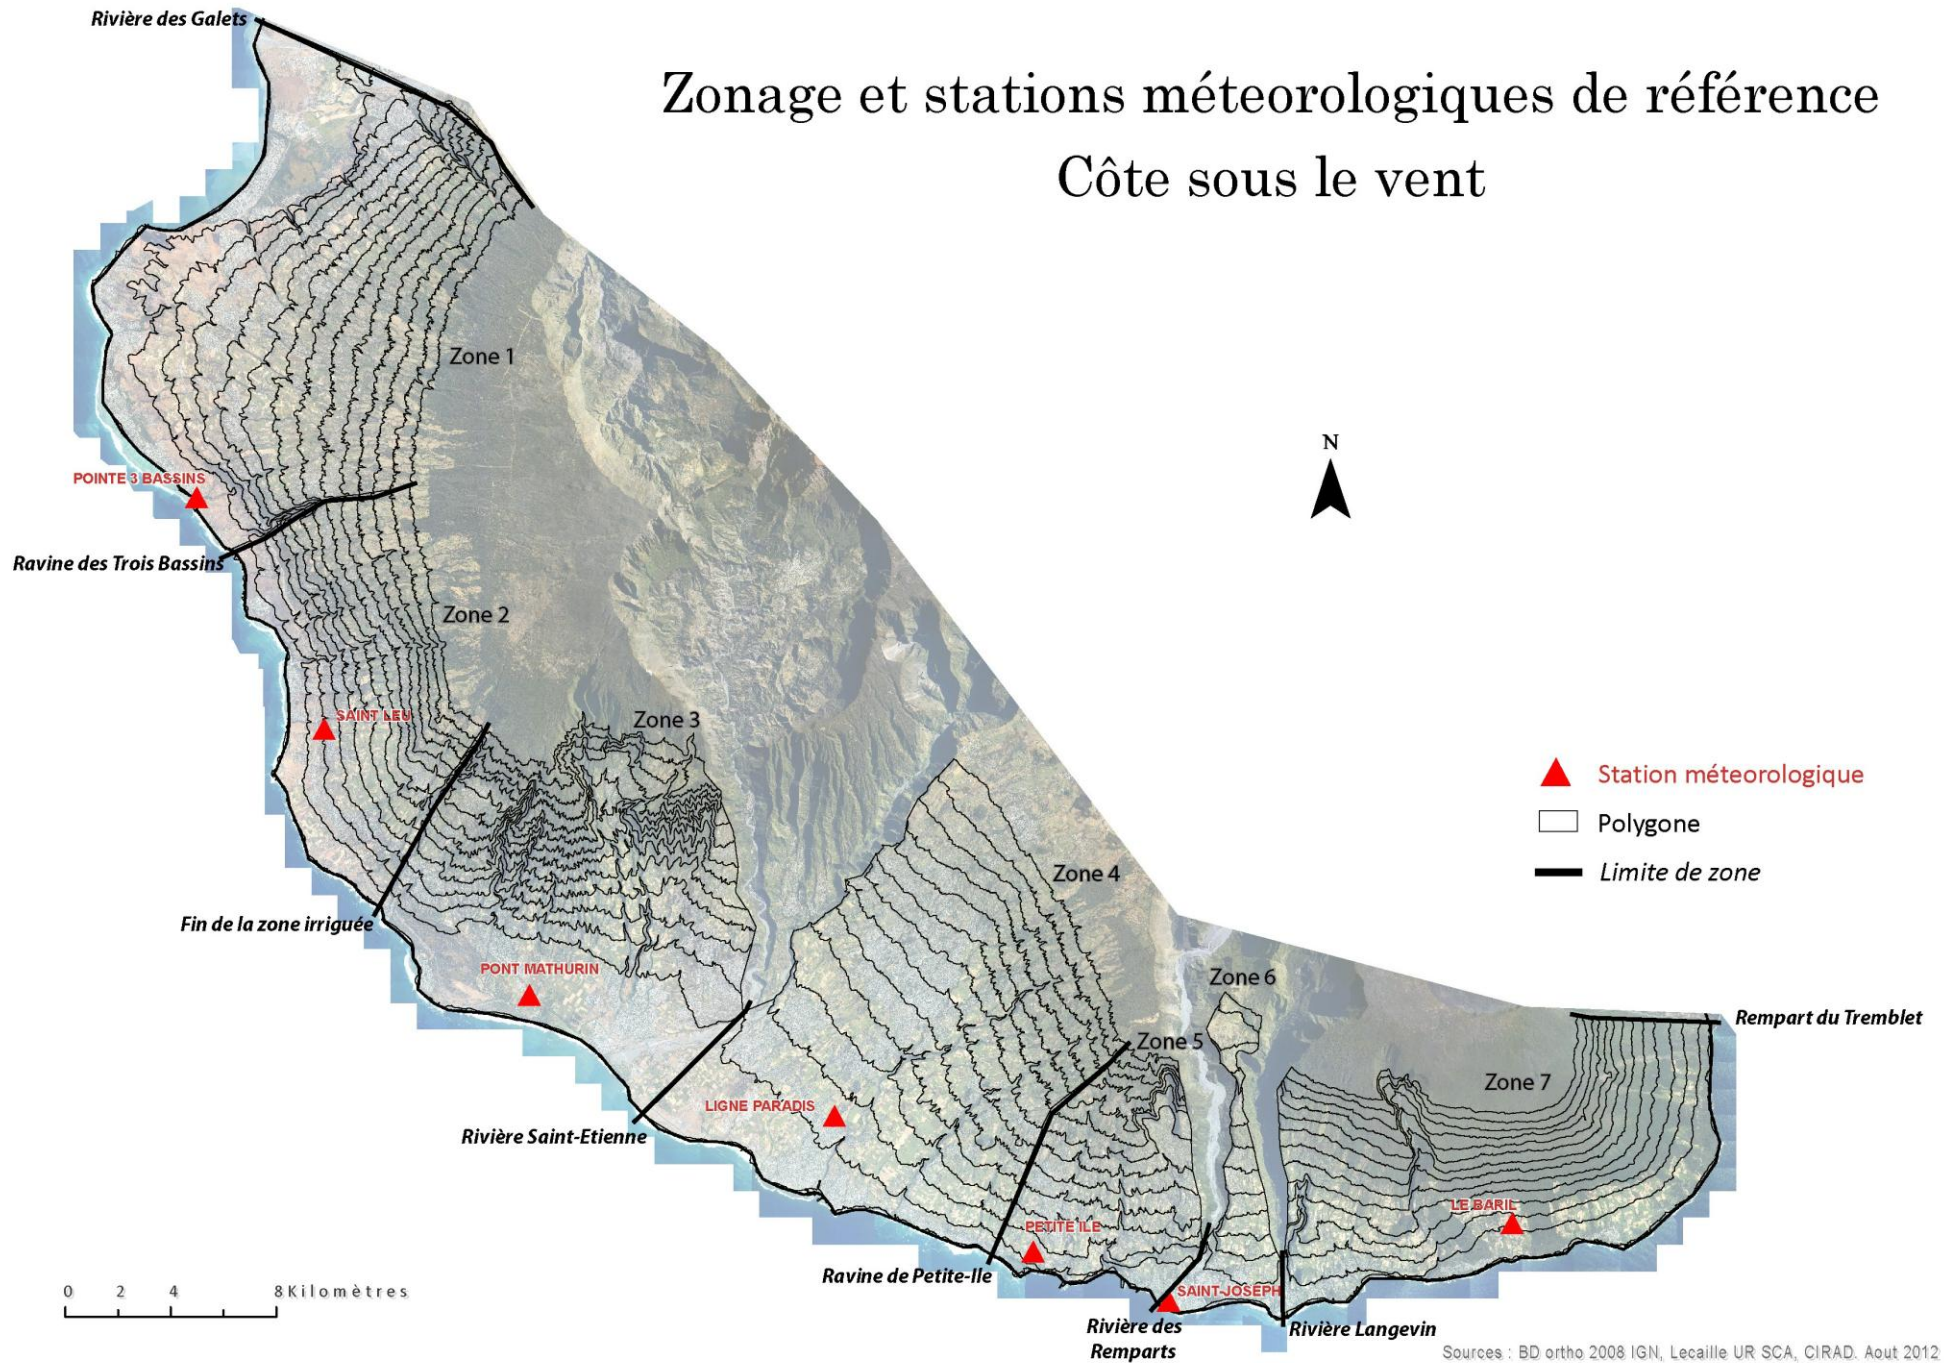 Rivière des Galets
Zonage et stations méteorologiques de référence
Côte sous le vent
Zone 1
N
POINTE 3 BASSINS
Ravine des Trois Bassins
Zone 2
SAINT LEU
Zone 3
Station méteorologique
Polygone
Limite de zone
Zone 4
Fin de la zone irriguée
PONT MATHURIN
Zone 6
Rempart du Tremblet
Zone 5
Zone 7
LIGNE PARADIS
Rivière Saint-Etienne
LE BARIL
PETITE ILE
Ravine de Petite-Ile
0 2 4 8 Kilomètres
SAINT-JOSEPH
Rivière des
Remparts
Rivière Langevin
Sources : BD ortho 2008 IGN, Lecaille UR SCA, CIRAD. Aout 2012